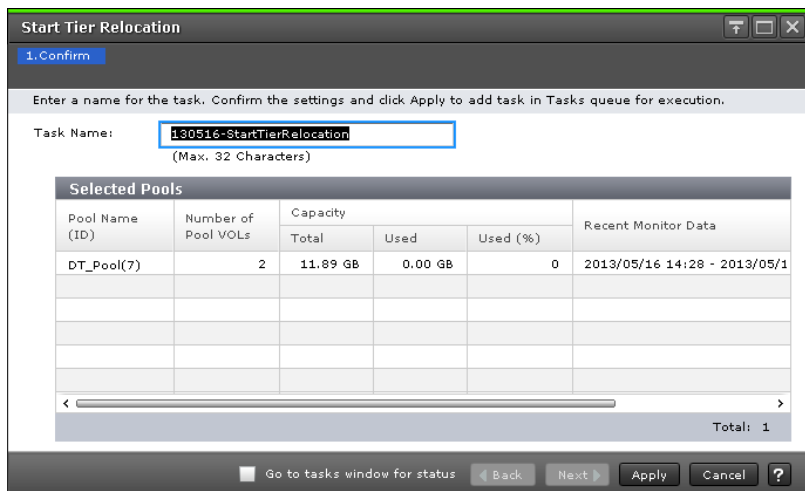 Start Tier Relocation
1.Confirm
Enter a name for the task. Confirm the settings and click Apply to add task in Tasks queue for execution.
Task Name: 130516-StartTierRelocation
(Max. 32 Characters)
Selected Pools
Pool Name (ID) Number of Pool VOLs Capacity Recent Monitor Data
Total Used Used (%)
DT_Pool(7) 2 11.89 GB 0.00 GB 0 2013/05/16 14:28 - 2013/05/1
Total: 1
Go to tasks window for status Back Next Apply Cancel ?